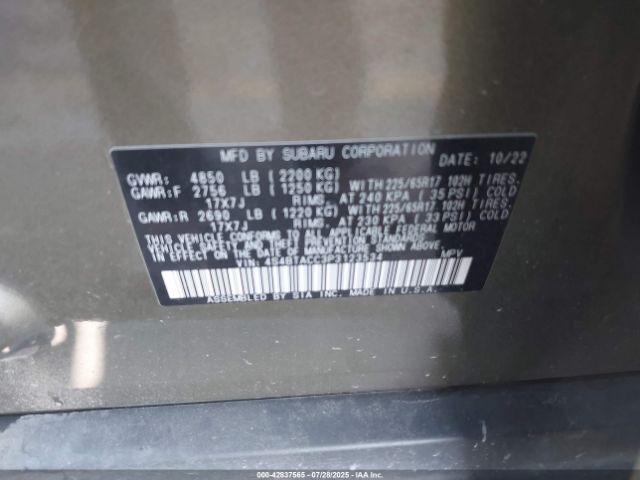 MFD BY SUBARU CORPORATION DATE: 10/22
GVWR: 4850 LB (2200 KG)
GAWR:F 2756 LB (1250 KG) WITH 225/65R17 102H TIRES,
17X7J RIMS, AT 240 KPA (35 PSI) COLD
GAWR:R 2690 LB (1220 KG) WITH 225/65R17 102H TIRES,
17X7J RIMS, AT 230 KPA (33 PSI) COLD
THIS VEHICLE CONFORMS TO ALL APPLICABLE FEDERAL MOTOR
VEHICLE SAFETY AND THEFT PREVENTION STANDARDS
IN EFFECT ON THE DATE OF MANUFACTURE SHOWN ABOVE.
VIN: 4S4BTACC3P3123534 MPV
ASSEMBLED BY SIA INC. MADE IN U.S.A.
000-42837565 07/28/2025 IAAI.COM